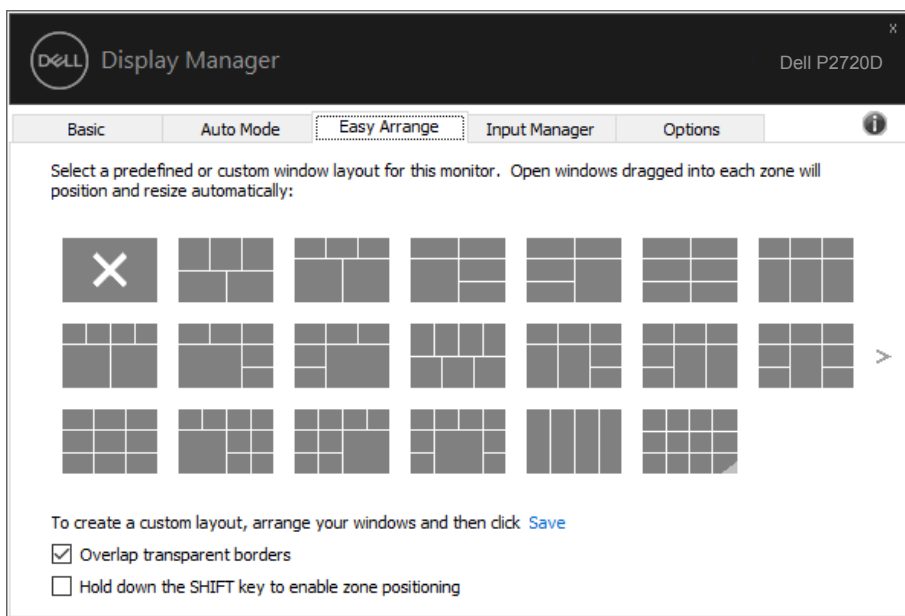 x
DELL Display Manager
Dell P2720D
Basic Auto Mode Easy Arrange Input Manager Options i
Select a predefined or custom window layout for this monitor. Open windows dragged into each zone will
position and resize automatically:
>
To create a custom layout, arrange your windows and then click Save
Overlap transparent borders
Hold down the SHIFT key to enable zone positioning